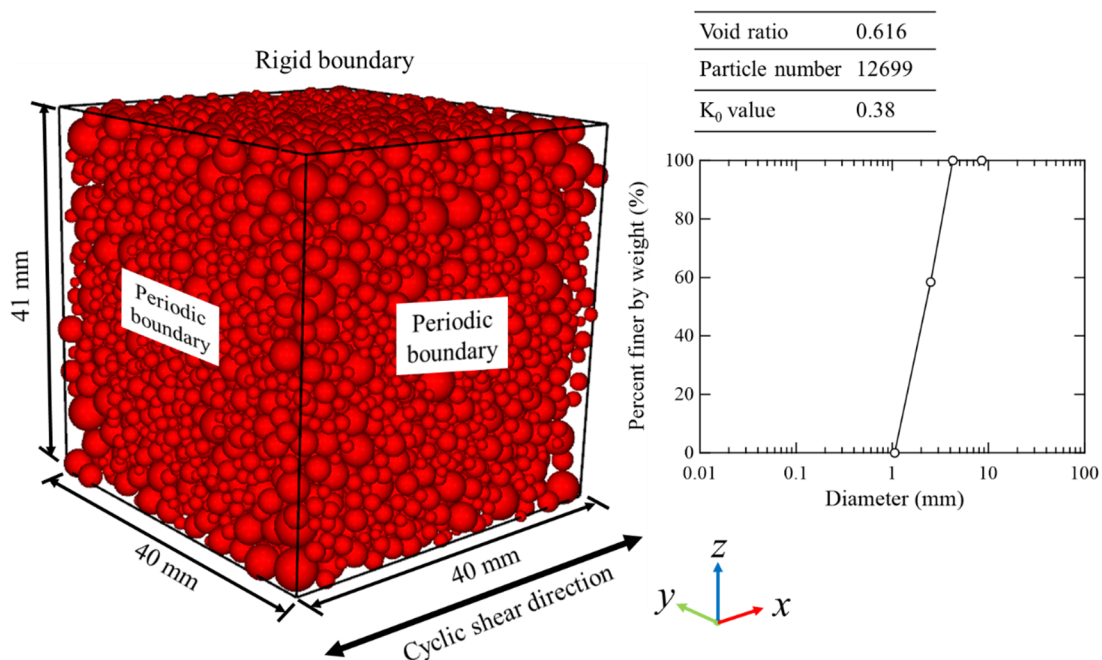 Rigid boundary
41 mm
Periodic
boundary
Periodic
boundary
40 mm
40 mm
Cyclic shear direction
Void ratio 0.616
Particle number 12699
K₀ value 0.38
Percent finer by weight (%)
100
80
60
40
20
0
0.01 0.1 1 10 100
Diameter (mm)
z
y
x